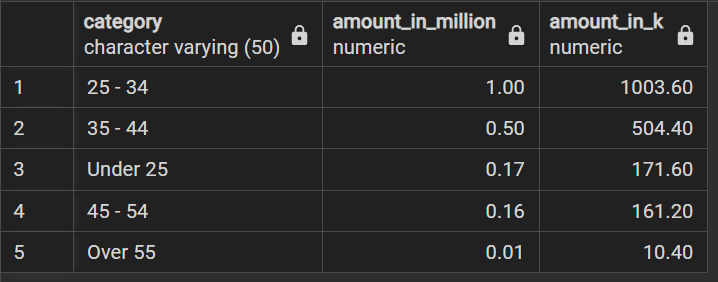 category amount_in_million amount_in_k
character varying (50) numeric numeric
1 25 - 34 1.00 1003.60
2 35 - 44 0.50 504.40
3 Under 25 0.17 171.60
4 45 - 54 0.16 161.20
5 Over 55 0.01 10.40